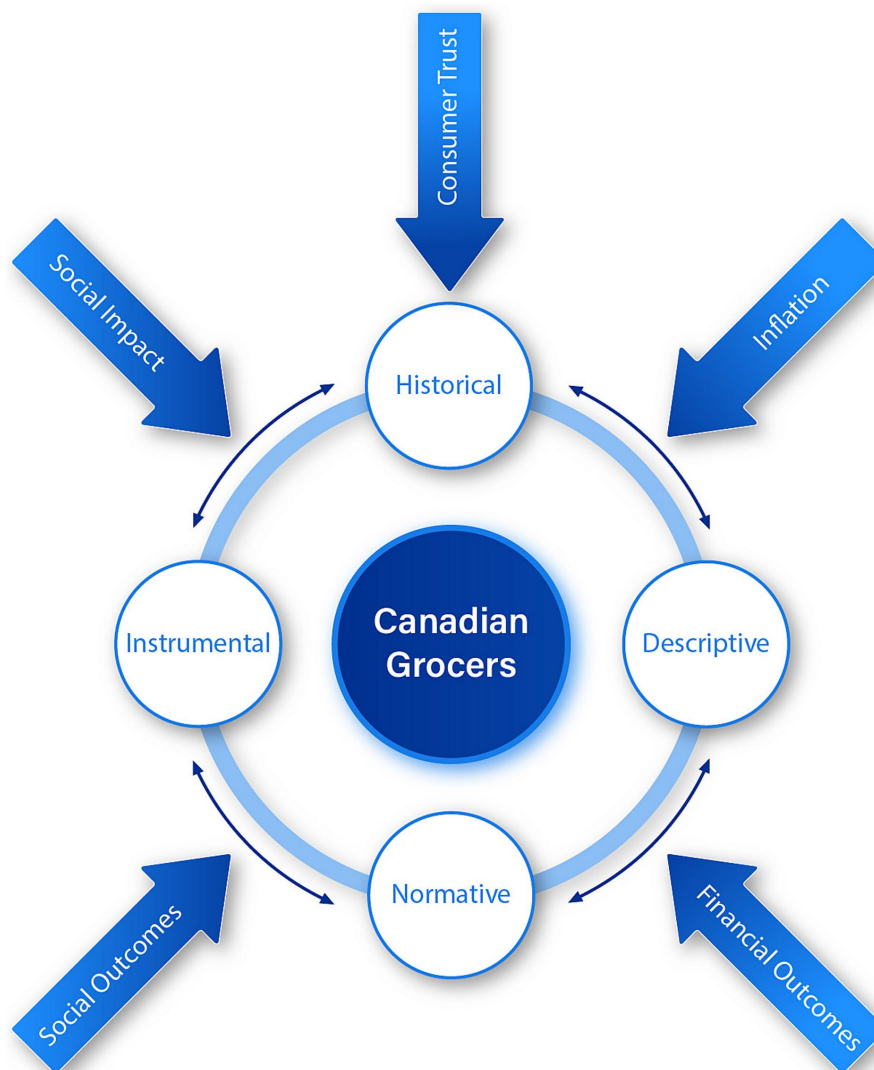 Consumer Trust
Social Impact
Inflation
Historical
Instrumental
Canadian
Grocers
Descriptive
Normative
Social Outcomes
Financial Outcomes